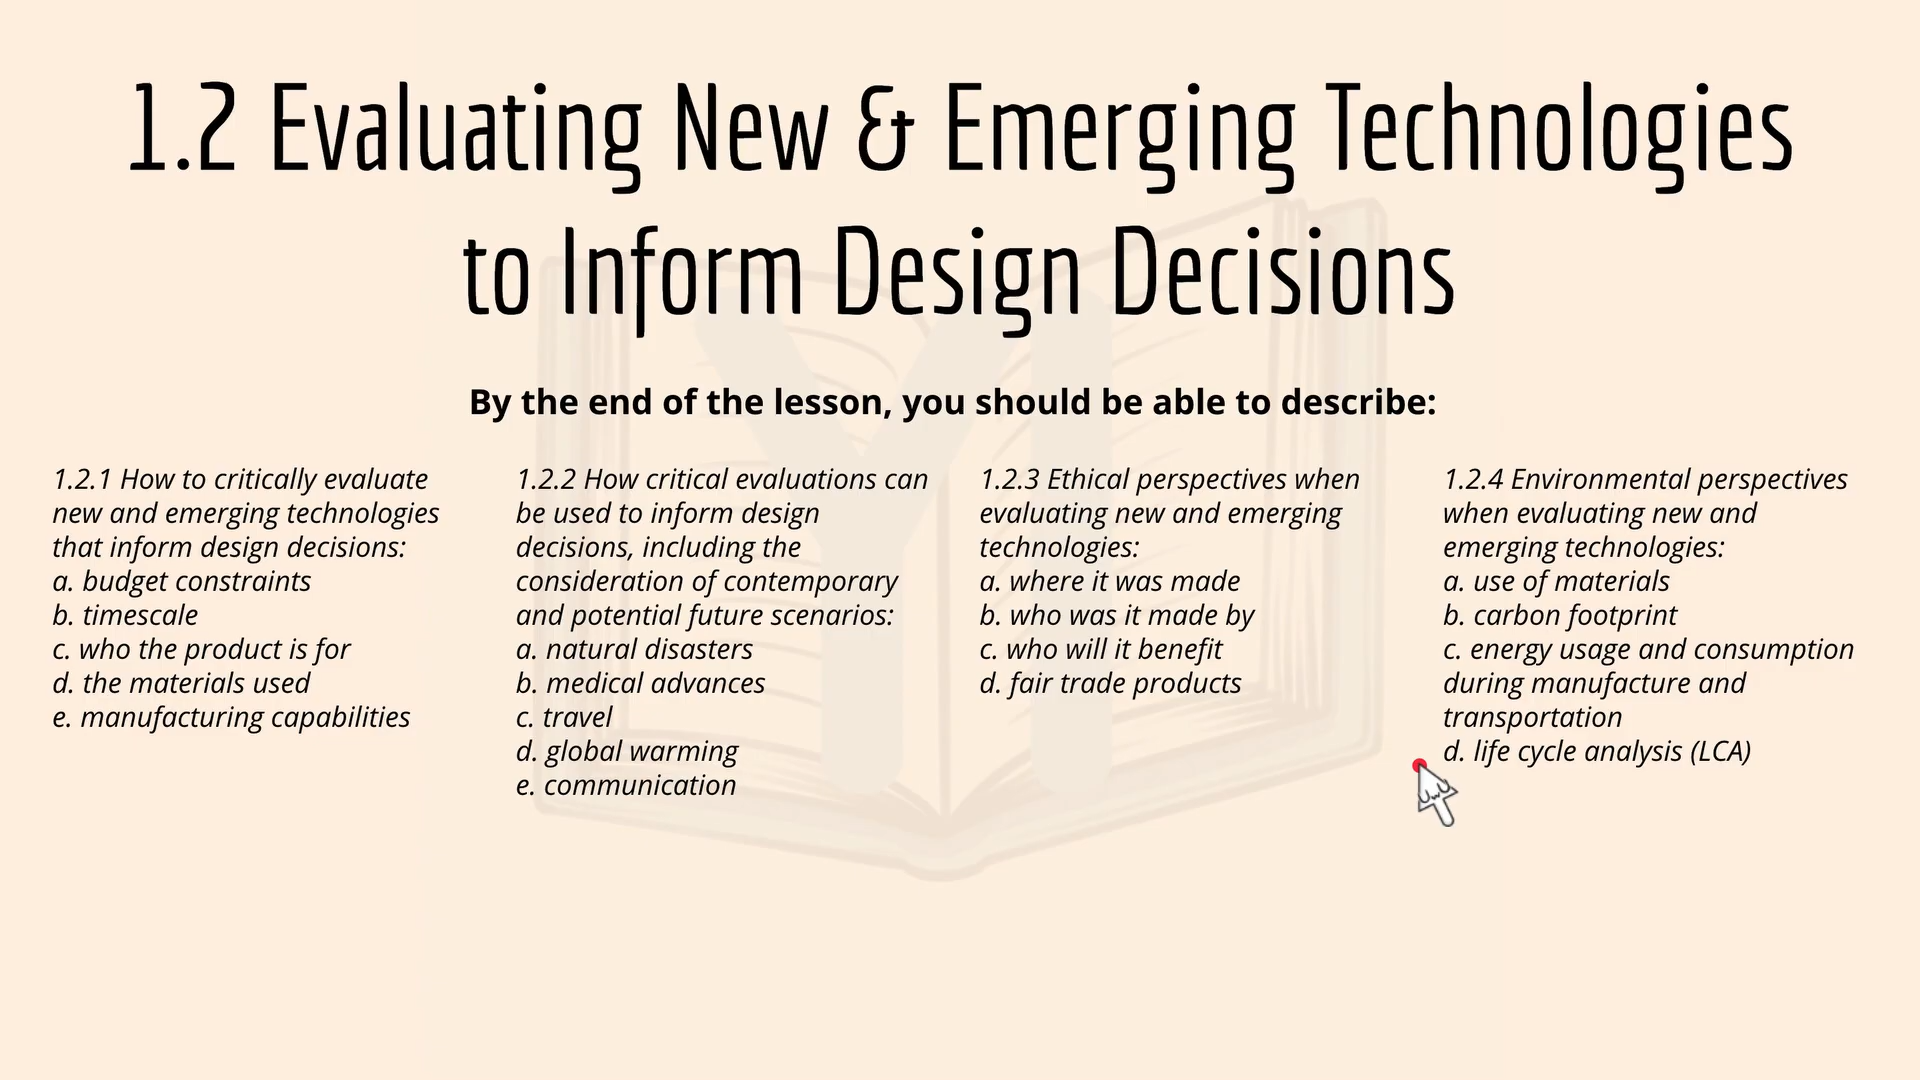 1.2 Evaluating New & Emerging Technologies
to Inform Design Decisions
By the end of the lesson, you should be able to describe:
1.2.1 How to critically evaluate
new and emerging technologies
that inform design decisions:
a. budget constraints
b. timescale
c. who the product is for
d. the materials used
e. manufacturing capabilities
1.2.2 How critical evaluations can
be used to inform design
decisions, including the
consideration of contemporary
and potential future scenarios:
a. natural disasters
b. medical advances
c. travel
d. global warming
e. communication
1.2.3 Ethical perspectives when
evaluating new and emerging
technologies:
a. where it was made
b. who was it made by
c. who will it benefit
d. fair trade products
1.2.4 Environmental perspectives
when evaluating new and
emerging technologies:
a. use of materials
b. carbon footprint
c. energy usage and consumption
during manufacture and
transportation
d. life cycle analysis (LCA)
YI